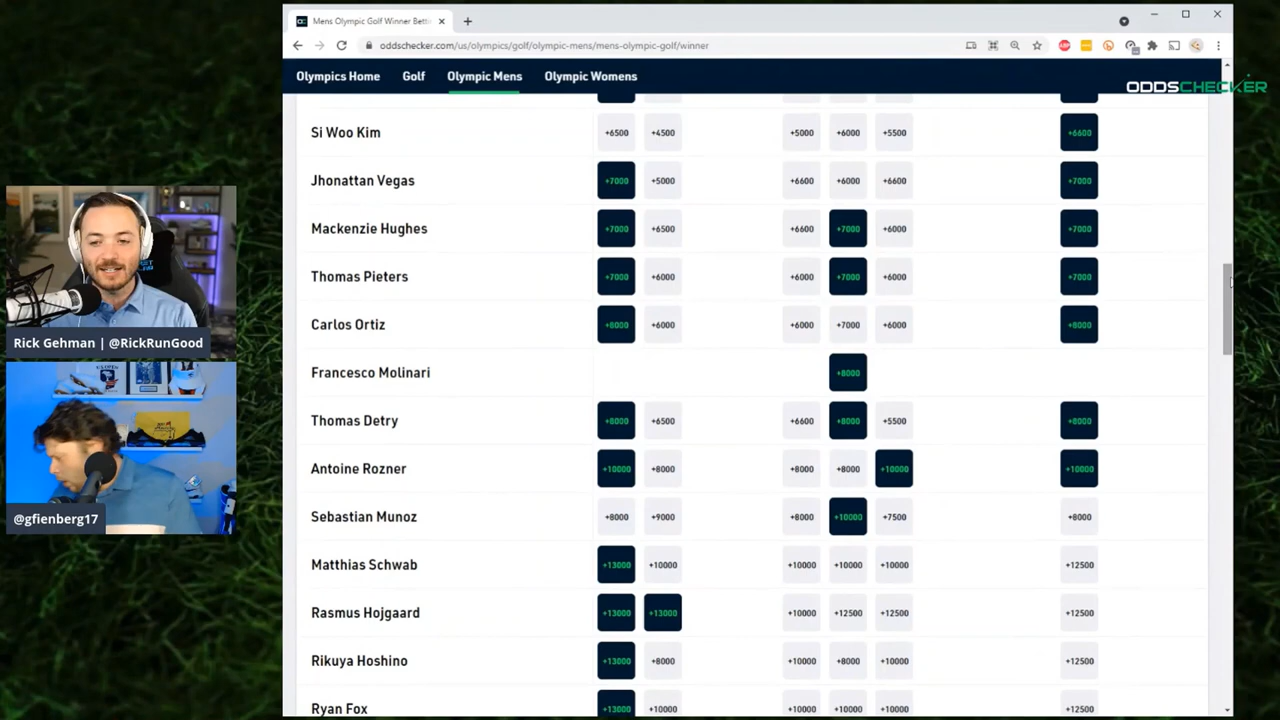 Mens Olympic Golf Winner Betti
oddschecker.com/us/olympics/golf/olympic-mens/mens-olympic-golf/winner
Olympics Home Golf Olympic Mens Olympic Womens
ODDSCHECKER
Si Woo Kim +6500 +4500 +5000 +6000 +5500 +6600
Jhonattan Vegas +7000 +5000 +6600 +6000 +6600 +7000
Mackenzie Hughes +7000 +6500 +6600 +7000 +6000 +7000
Thomas Pieters +7000 +6000 +6000 +7000 +6000 +7000
Carlos Ortiz +8000 +6000 +6000 +7000 +6000 +8000
Francesco Molinari +8000
Thomas Detry +8000 +6500 +6600 +8000 +5500 +8000
Antoine Rozner +10000 +8000 +8000 +8000 +10000 +10000
Sebastian Munoz +8000 +9000 +8000 +10000 +7500 +8000
Matthias Schwab +13000 +10000 +10000 +10000 +10000 +12500
Rasmus Hojgaard +13000 +13000 +10000 +12500 +12500 +12500
Rikuya Hoshino +13000 +8000 +10000 +8000 +10000 +12500
Ryan Fox +13000 +10000 +10000 +10000 +10000 +12500
Rick Gehman | @RickRunGood
@gfienberg17